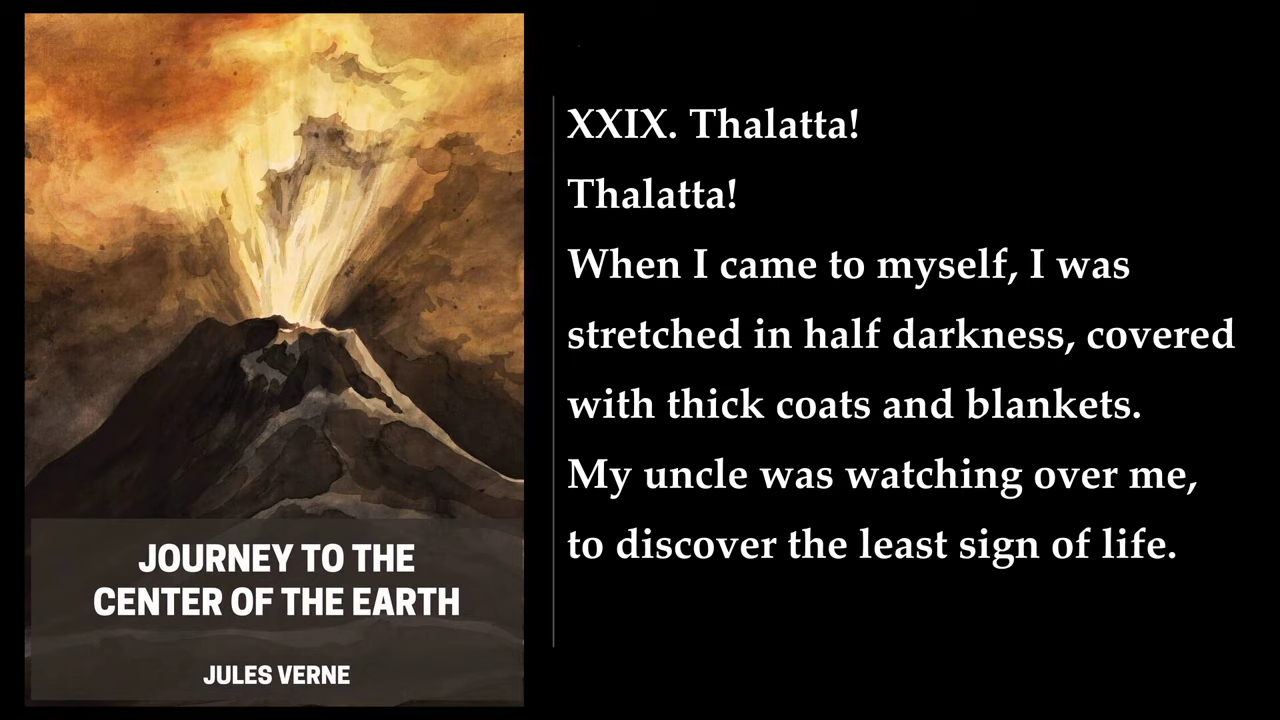 JOURNEY TO THE
CENTER OF THE EARTH
JULES VERNE
XXIX. Thalatta!
Thalatta!
When I came to myself, I was
stretched in half darkness, covered
with thick coats and blankets.
My uncle was watching over me,
to discover the least sign of life.